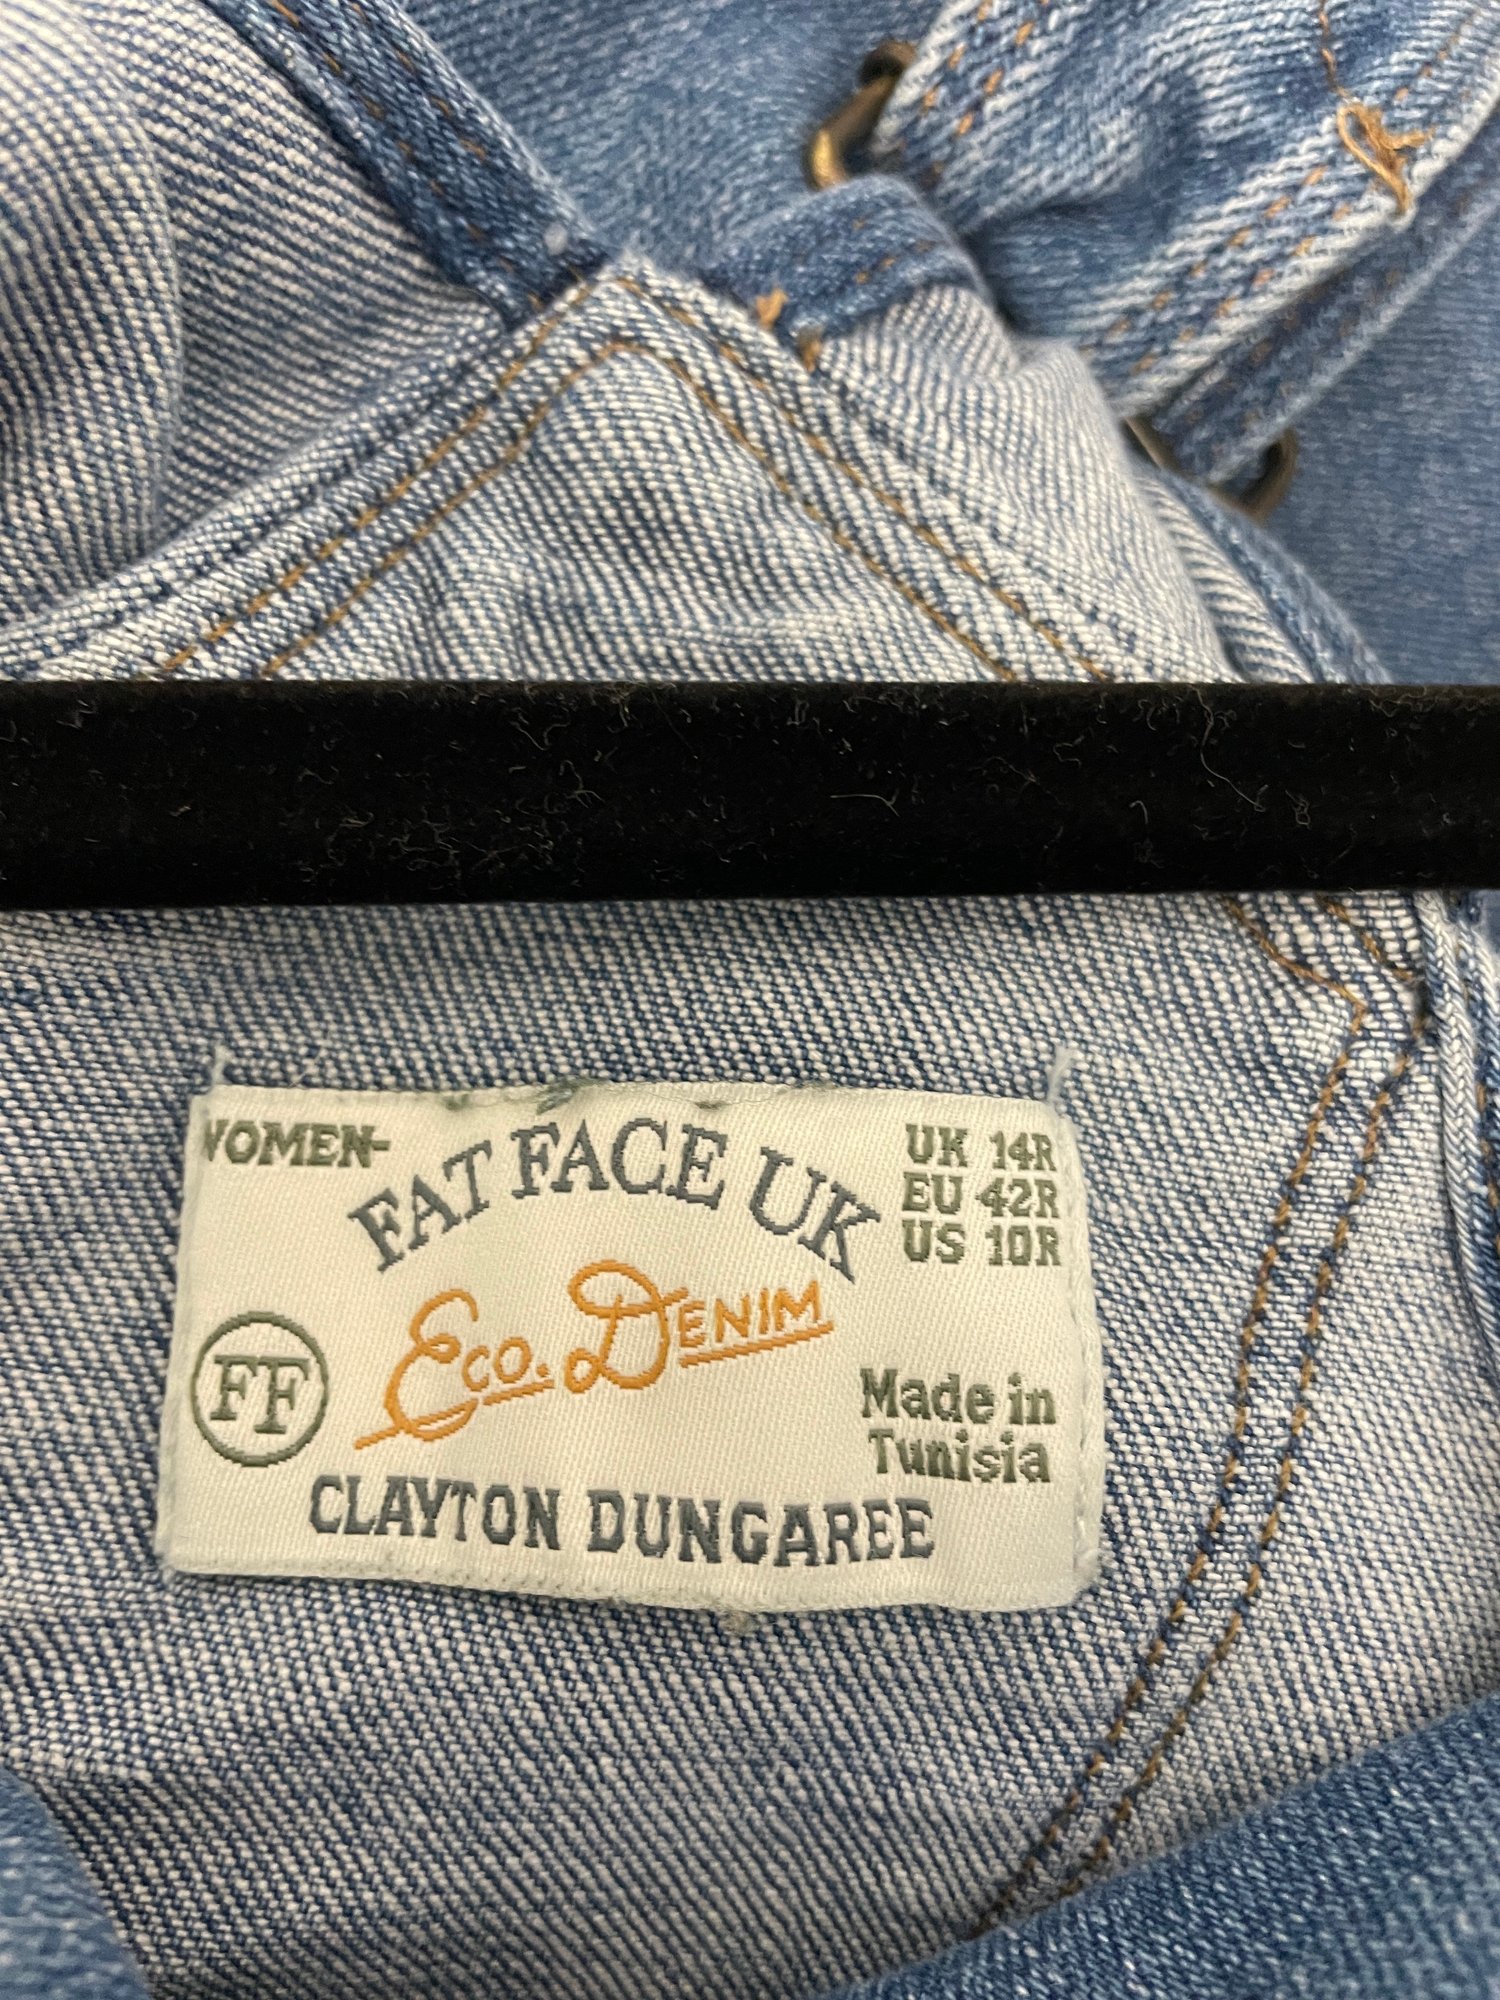 WOMEN-
FAT FACE UK
UK 14R
EU 42R
US 10R
Eco. DENIM
FF
Made in
Tunisia
CLAYTON DUNGAREE